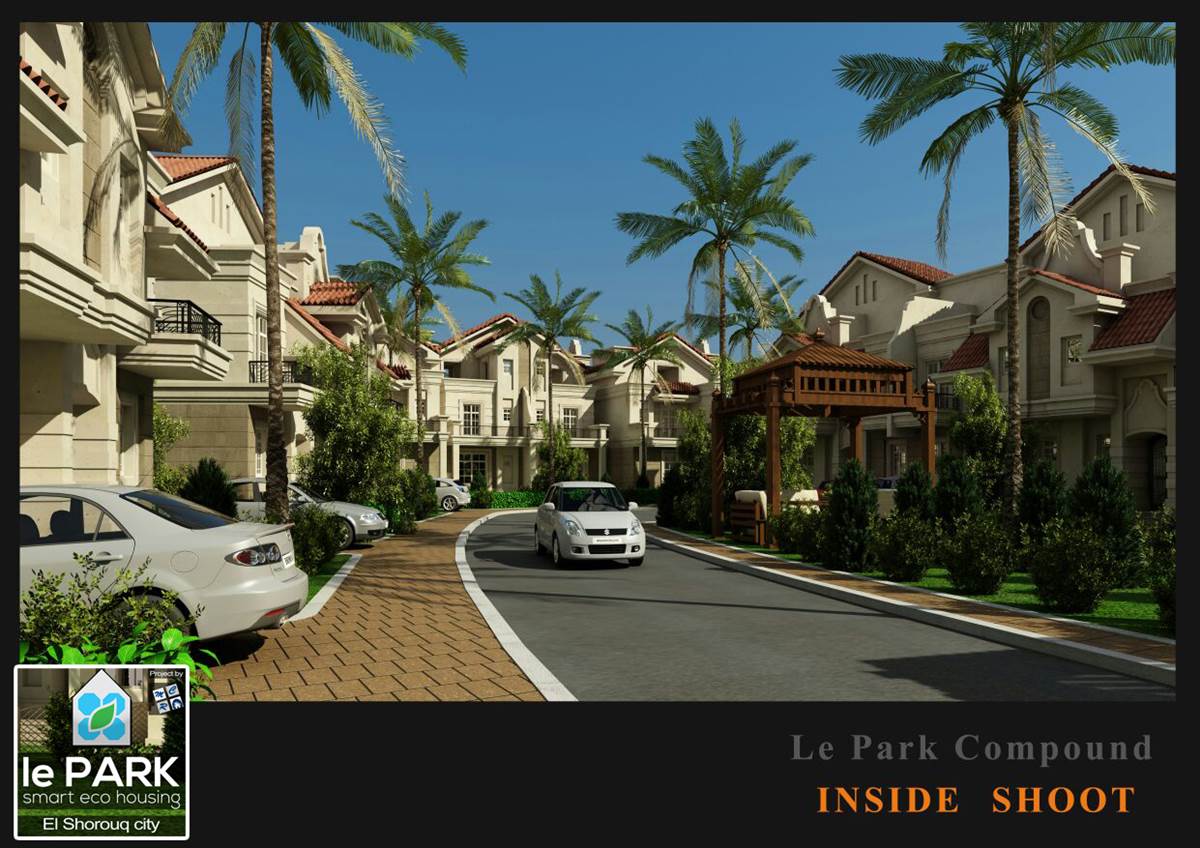 Project by
le PARK
smart eco housing
El Shorouq city
Le Park Compound
INSIDE SHOOT